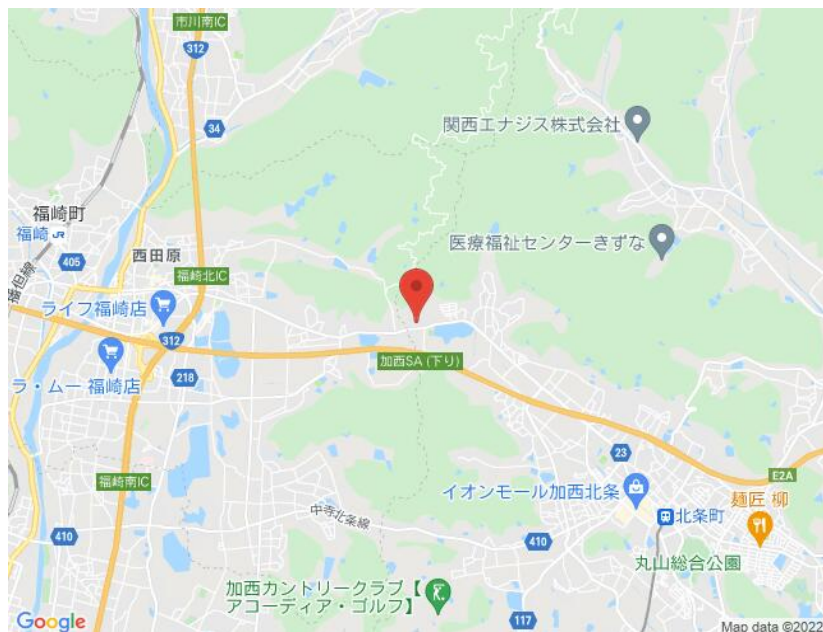 市川南IC
312
34
関西エナジス株式会社
福崎町
福崎
405
西田原
医療福祉センターきずな
福崎北IC
播但線
ライフ福崎店
312
加西SA (下り)
ラ・ムー 福崎店
218
23
E2A
福崎南IC
イオンモール加西北条
麺匠 柳
北条町
中寺北条線
410
410
丸山総合公園
加西カントリークラブ【
アコーディア・ゴルフ】
117
Google
Map data ©2022